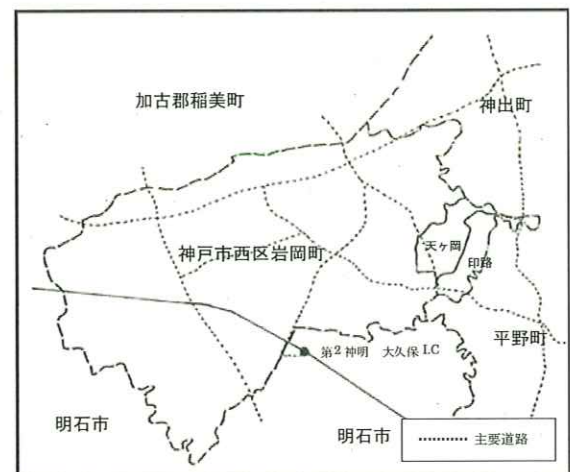 加古郡稲美町
神出町
天ヶ岡
神戸市西区岩岡町
印路
平野町
第2神明 大久保I.C
明石市
明石市
主要道路